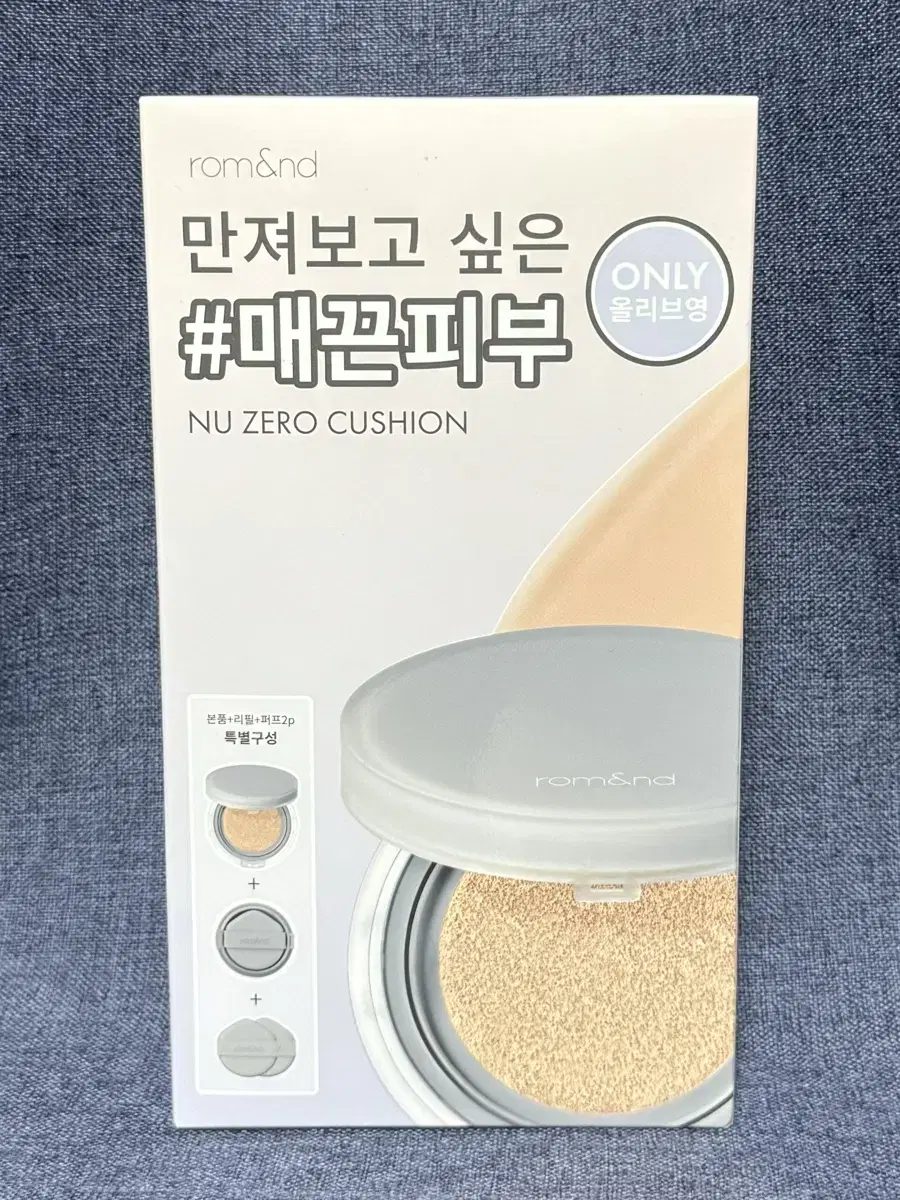 rom&nd
만져보고 싶은
#매끈피부
ONLY
올리브영
NU ZERO CUSHION
본품+리필+퍼프2p
특별구성
+
+
rom&nd